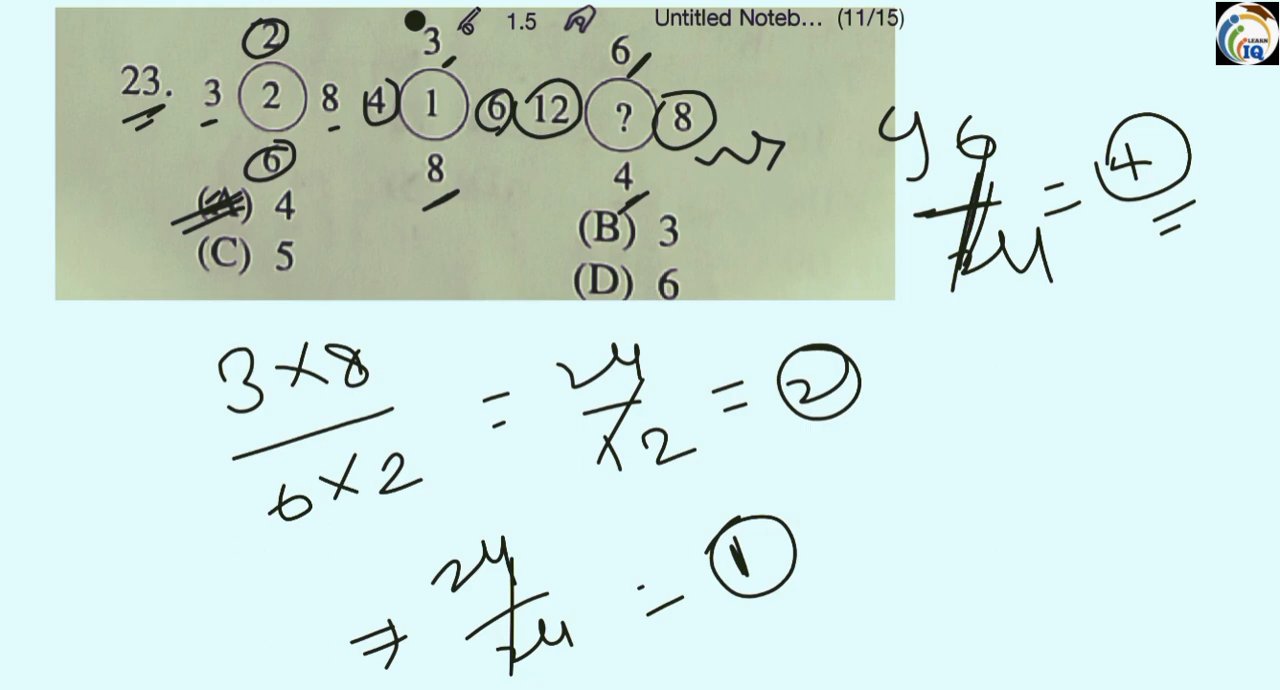 1.5 Untitled Noteb... (11/15)
LEARN
IQ
2 3 6
23. 3 2 8 4 1 6 12 ? 8
6 8 4
(A) 4 (B) 3
(C) 5 (D) 6
96
24
= 4
3 × 8
6 × 2
= 24
12
= 2
⇒ 24
24
= 1